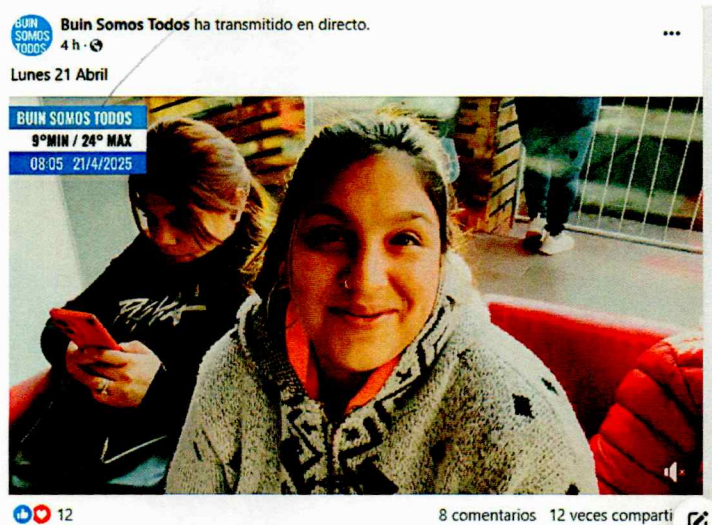 BUIN
SOMOS
TODOS
Buin Somos Todos ha transmitido en directo.
4 h
Lunes 21 Abril
BUIN SOMOS TODOS
9°MIN / 24° MAX
08:05 21/4/2025
12
8 comentarios 12 veces comparti